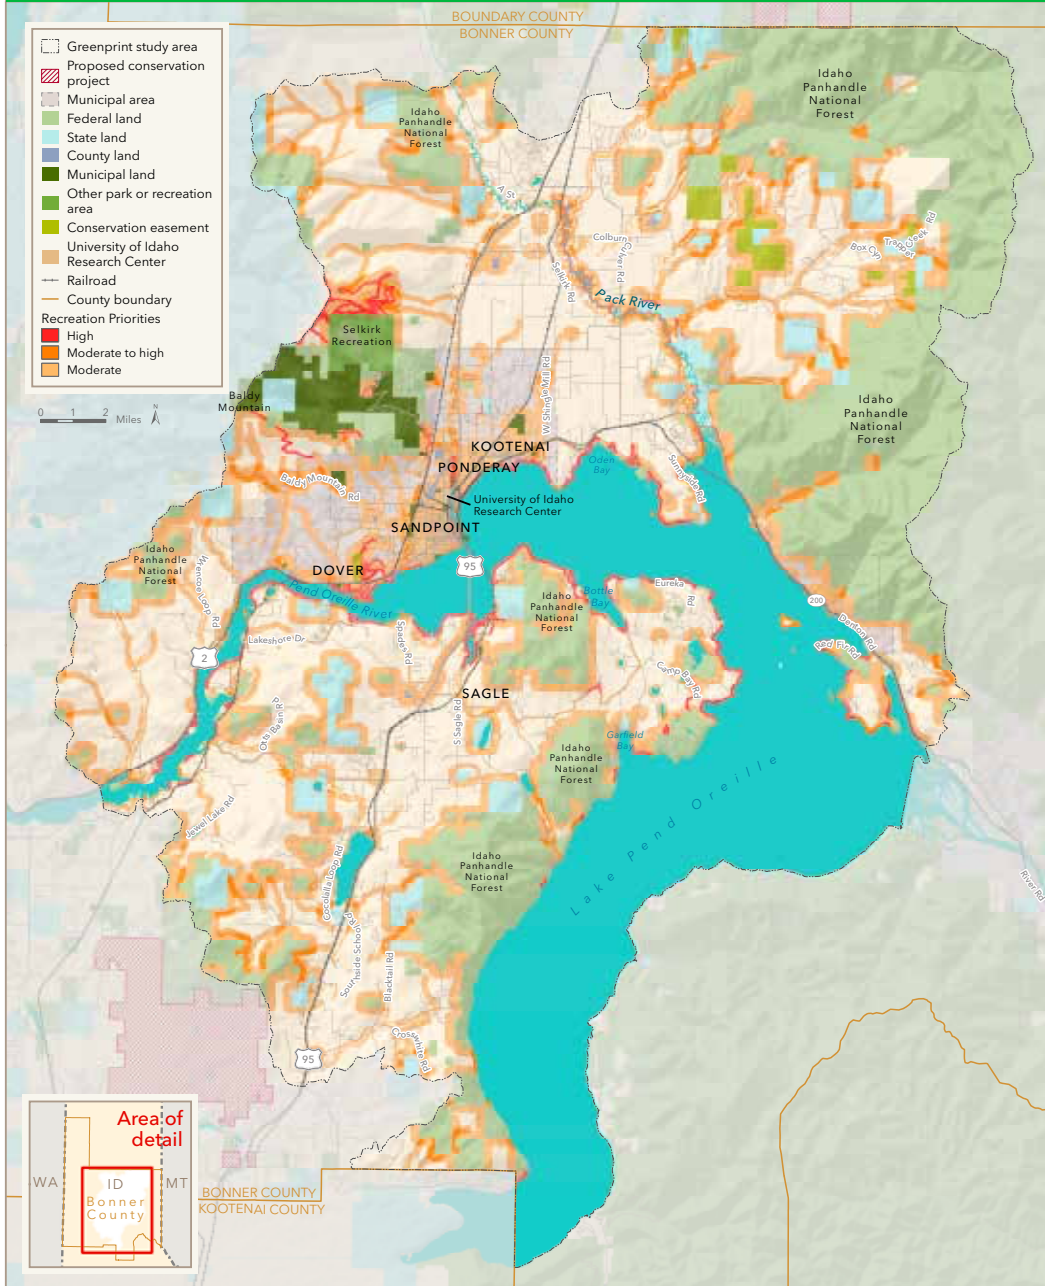 BOUNDARY COUNTY
BONNER COUNTY
Greenprint study area
Proposed conservation
project
Municipal area
Federal land
State land
County land
Municipal land
Other park or recreation
area
Conservation easement
University of Idaho
Research Center
Railroad
County boundary
Recreation Priorities
High
Moderate to high
Moderate
0 1 2 Miles
N
Idaho
Panhandle
National
Forest
Idaho
Panhandle
National
Forest
A St
Colburn
Culver Rd
Selkirk Rd
Pack River
Box Cyn
Trapper
Creek Rd
Selkirk
Recreation
Baldy
Mountain
W Shingle Mill Rd
Idaho
Panhandle
National
Forest
KOOTENAI
PONDERAY
Oden
Bay
Sunnyside Rd
Baldy Mountain Rd
University of Idaho
Research Center
SANDPOINT
Idaho
Panhandle
National
Forest
Wrencoe Loop Rd
DOVER
95
Pend Oreille River
Idaho
Panhandle
National
Forest
Bottle
Bay
Eureka
Rd
200
Denton Rd
Red Fir Rd
Lakeshore Dr
2
Spades Rd
Camp Bay Rd
SAGLE
S Sagle Rd
Otts Basin Rd
Garfield
Bay
Idaho
Panhandle
National
Forest
Lake Pend Oreille
Jewel Lake Rd
Cocolalla Loop Rd
Idaho
Panhandle
National
Forest
River Rd
Southside School Rd
Blacktail Rd
Crosswhite Rd
95
Area of
detail
WA
ID
MT
Bonner
County
BONNER COUNTY
KOOTENAI COUNTY